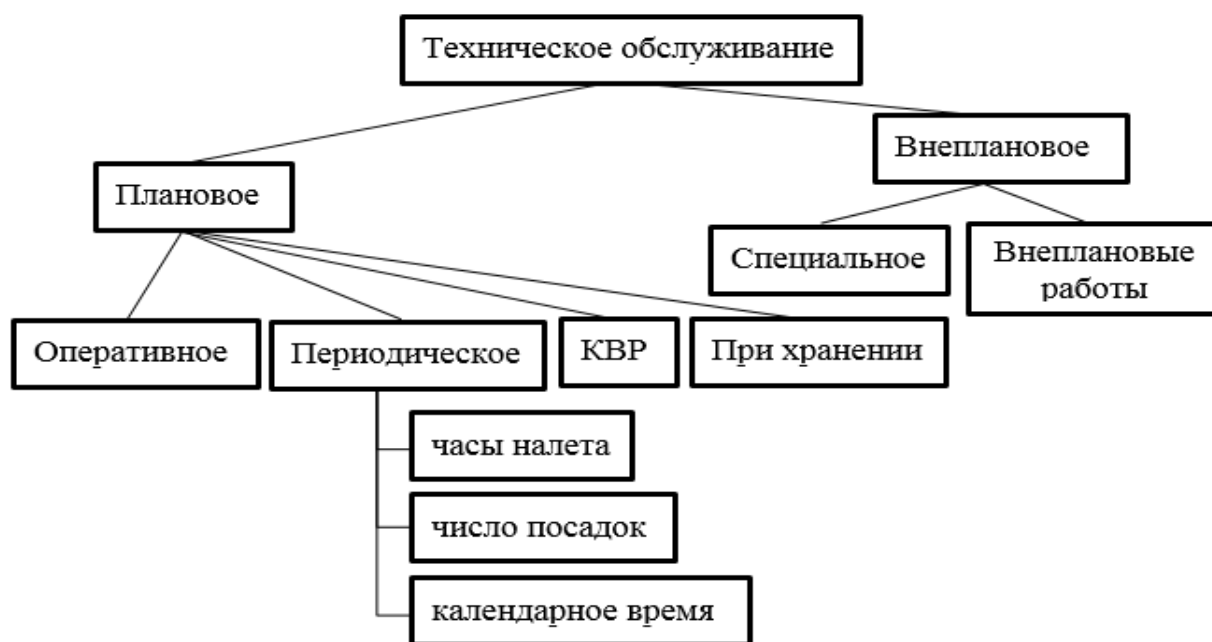 Техническое обслуживание
Внеплановое
Плановое
Специальное
Внеплановые
работы
Оперативное
Периодическое
КВР
При хранении
часы налета
число посадок
календарное время